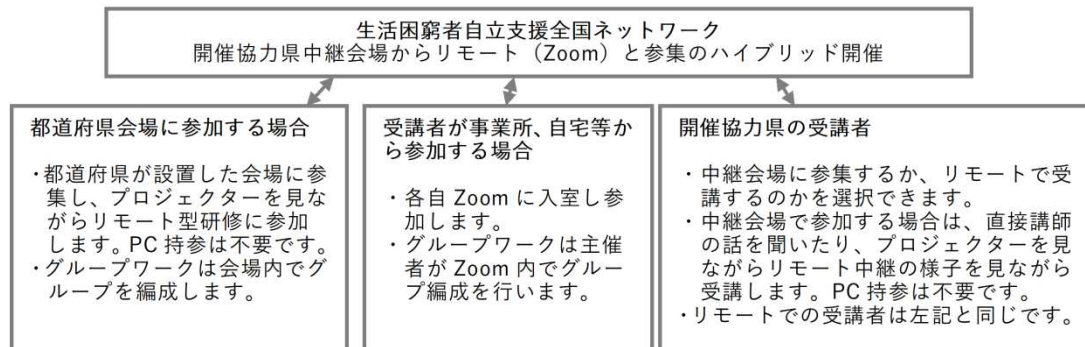 生活困窮者自立支援全国ネットワーク
開催協力県中継会場からリモート（Zoom）と参集のハイブリッド開催
都道府県会場に参加する場合
・都道府県が設置した会場に参
集し、プロジェクターを見な
がらリモート型研修に参加
します。PC 持参は不要です。
・グループワークは会場内でグ
ループを編成します。
受講者が事業所、自宅等か
ら参加する場合
・各自 Zoom に入室し参
加します。
・グループワークは主催
者が Zoom 内でグルー
プ編成を行います。
開催協力県の受講者
・中継会場に参集するか、リモートで受
講するのかを選択できます。
・中継会場で参加する場合は、直接講師
の話を聞いたり、プロジェクターを見
ながらリモート中継の様子を見ながら
受講します。PC 持参は不要です。
・リモートでの受講者は左記と同じです。